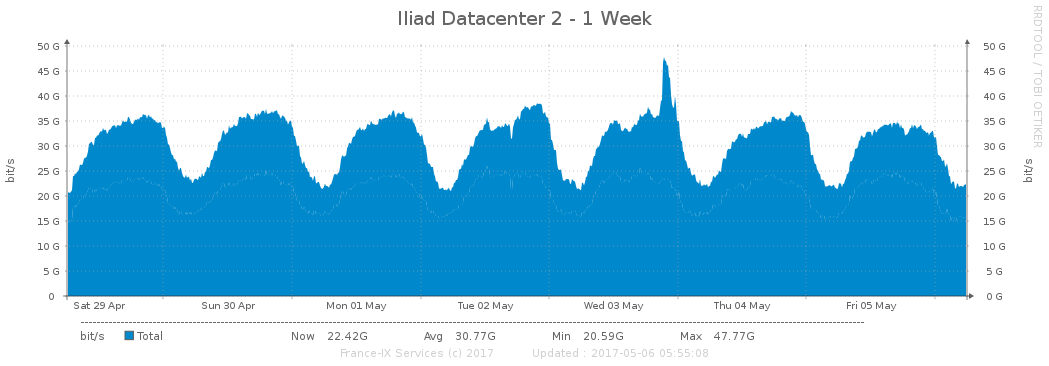 Iliad Datacenter 2 - 1 Week
RRDTOOL / TOBI OETIKER
bit/s
50 G 50 G
45 G 45 G
40 G 40 G
35 G 35 G
30 G 30 G
25 G 25 G
20 G 20 G
15 G 15 G
10 G 10 G
5 G 5 G
0 0 G
bit/s
Sat 29 Apr Sun 30 Apr Mon 01 May Tue 02 May Wed 03 May Thu 04 May Fri 05 May
bit/s Total Now 22.42G Avg 30.77G Min 20.59G Max 47.77G
France-IX Services (c) 2017 Updated : 2017-05-06 05:55:08